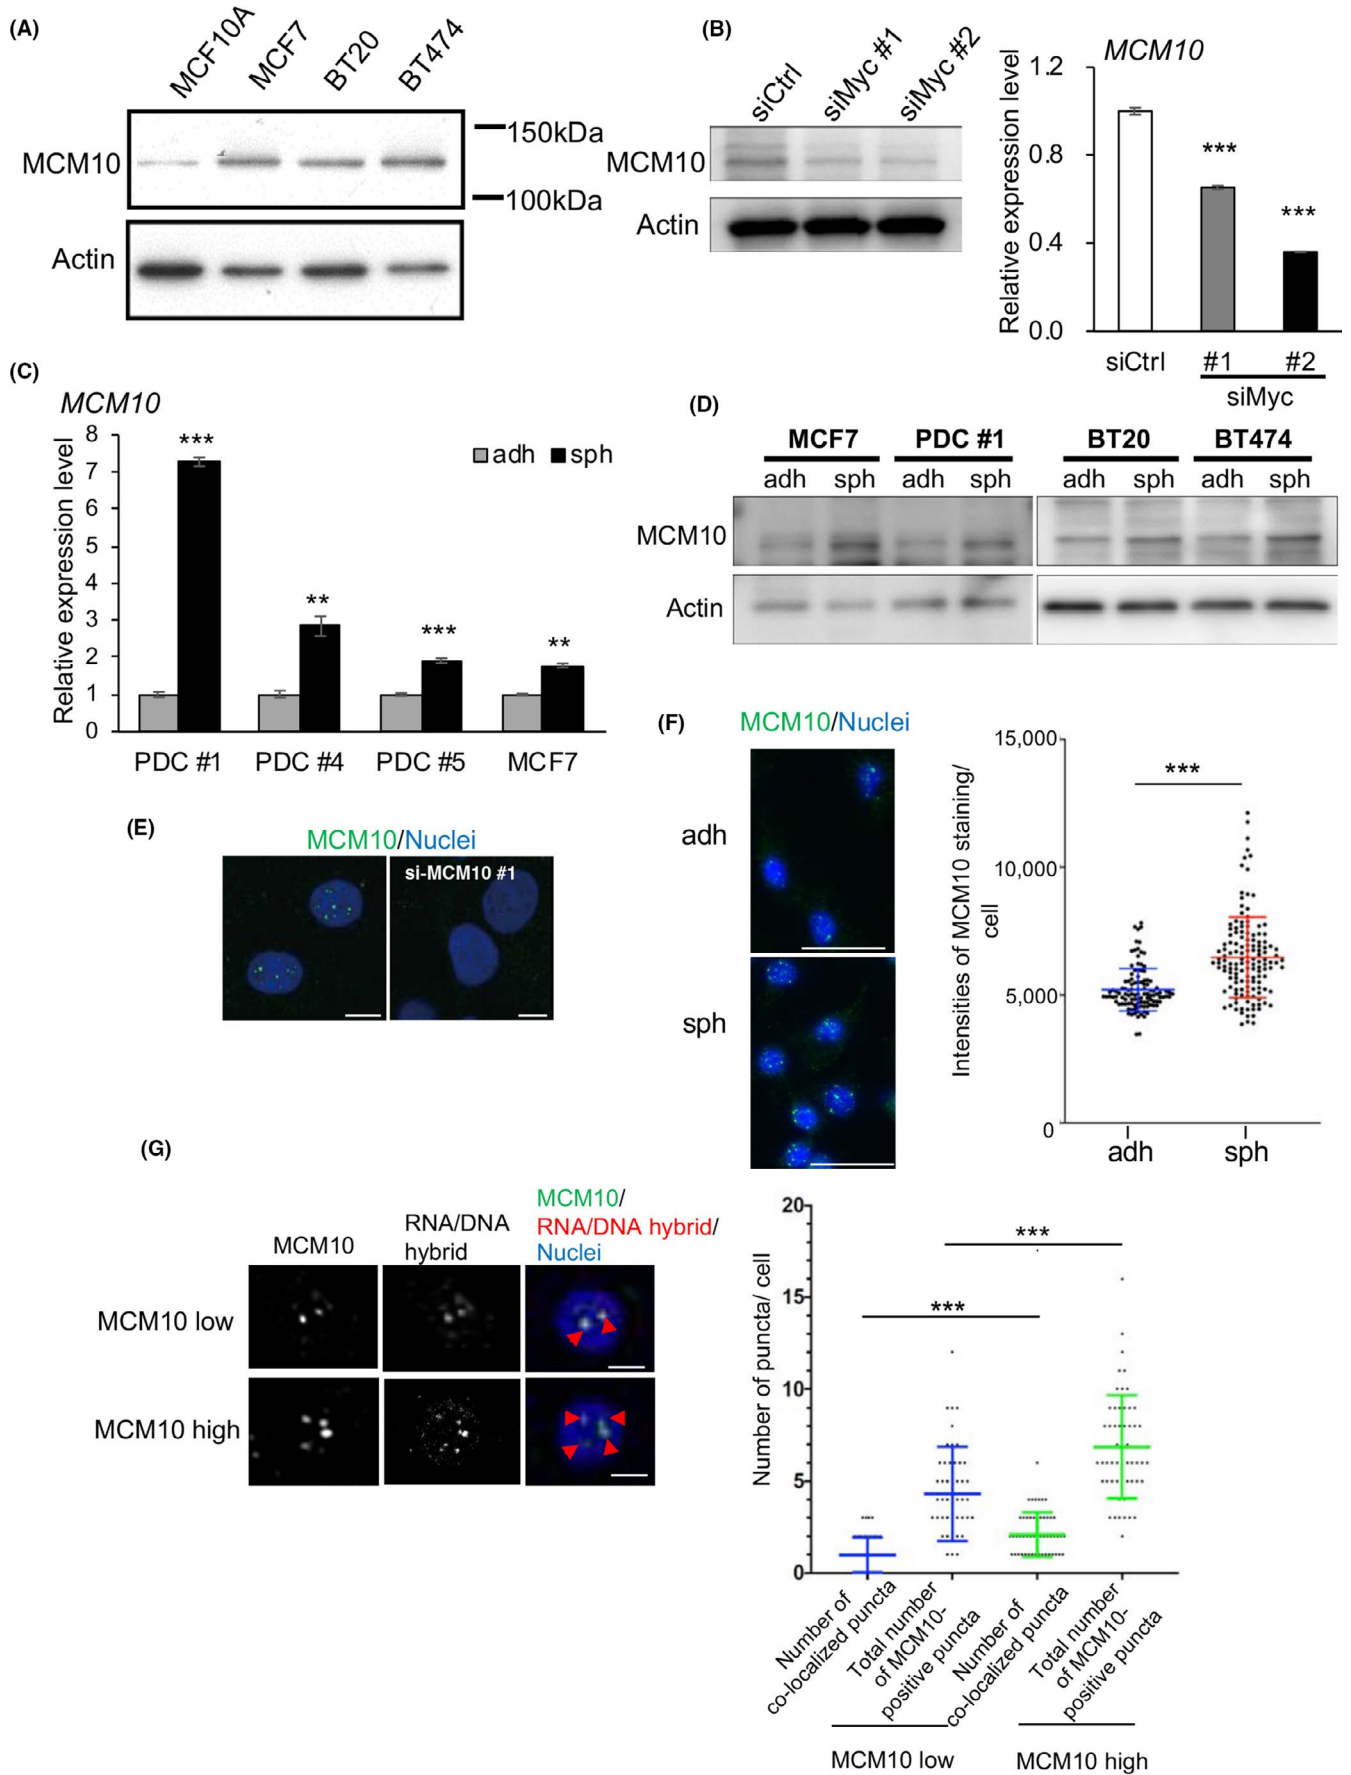 (A)
MCF10A
MCF7
BT20
BT474
MCM10
150kDa
100kDa
Actin
(B)
siCtrl
siMyc #1
siMyc #2
MCM10
Actin
MCM10
Relative expression level
1.2
0.8
0.4
0.0
***
***
siCtrl
#1
#2
siMyc
(C)
MCM10
Relative expression level
8
7
6
5
4
3
2
1
0
adh
sph
***
**
***
**
PDC #1
PDC #4
PDC #5
MCF7
(D)
MCF7
PDC #1
BT20
BT474
adh
sph
adh
sph
adh
sph
adh
sph
MCM10
Actin
(E)
MCM10/Nuclei
si-MCM10 #1
(F)
MCM10/Nuclei
adh
sph
Intensities of MCM10 staining/
cell
15,000
10,000
5,000
0
***
adh
sph
(G)
MCM10
RNA/DNA
hybrid
MCM10/
RNA/DNA hybrid/
Nuclei
MCM10 low
MCM10 high
Number of puncta/ cell
20
15
10
5
0
***
***
Number of
co-localized puncta
Total number
of MCM10-
positive puncta
Number of
co-localized puncta
Total number
of MCM10-
positive puncta
MCM10 low
MCM10 high